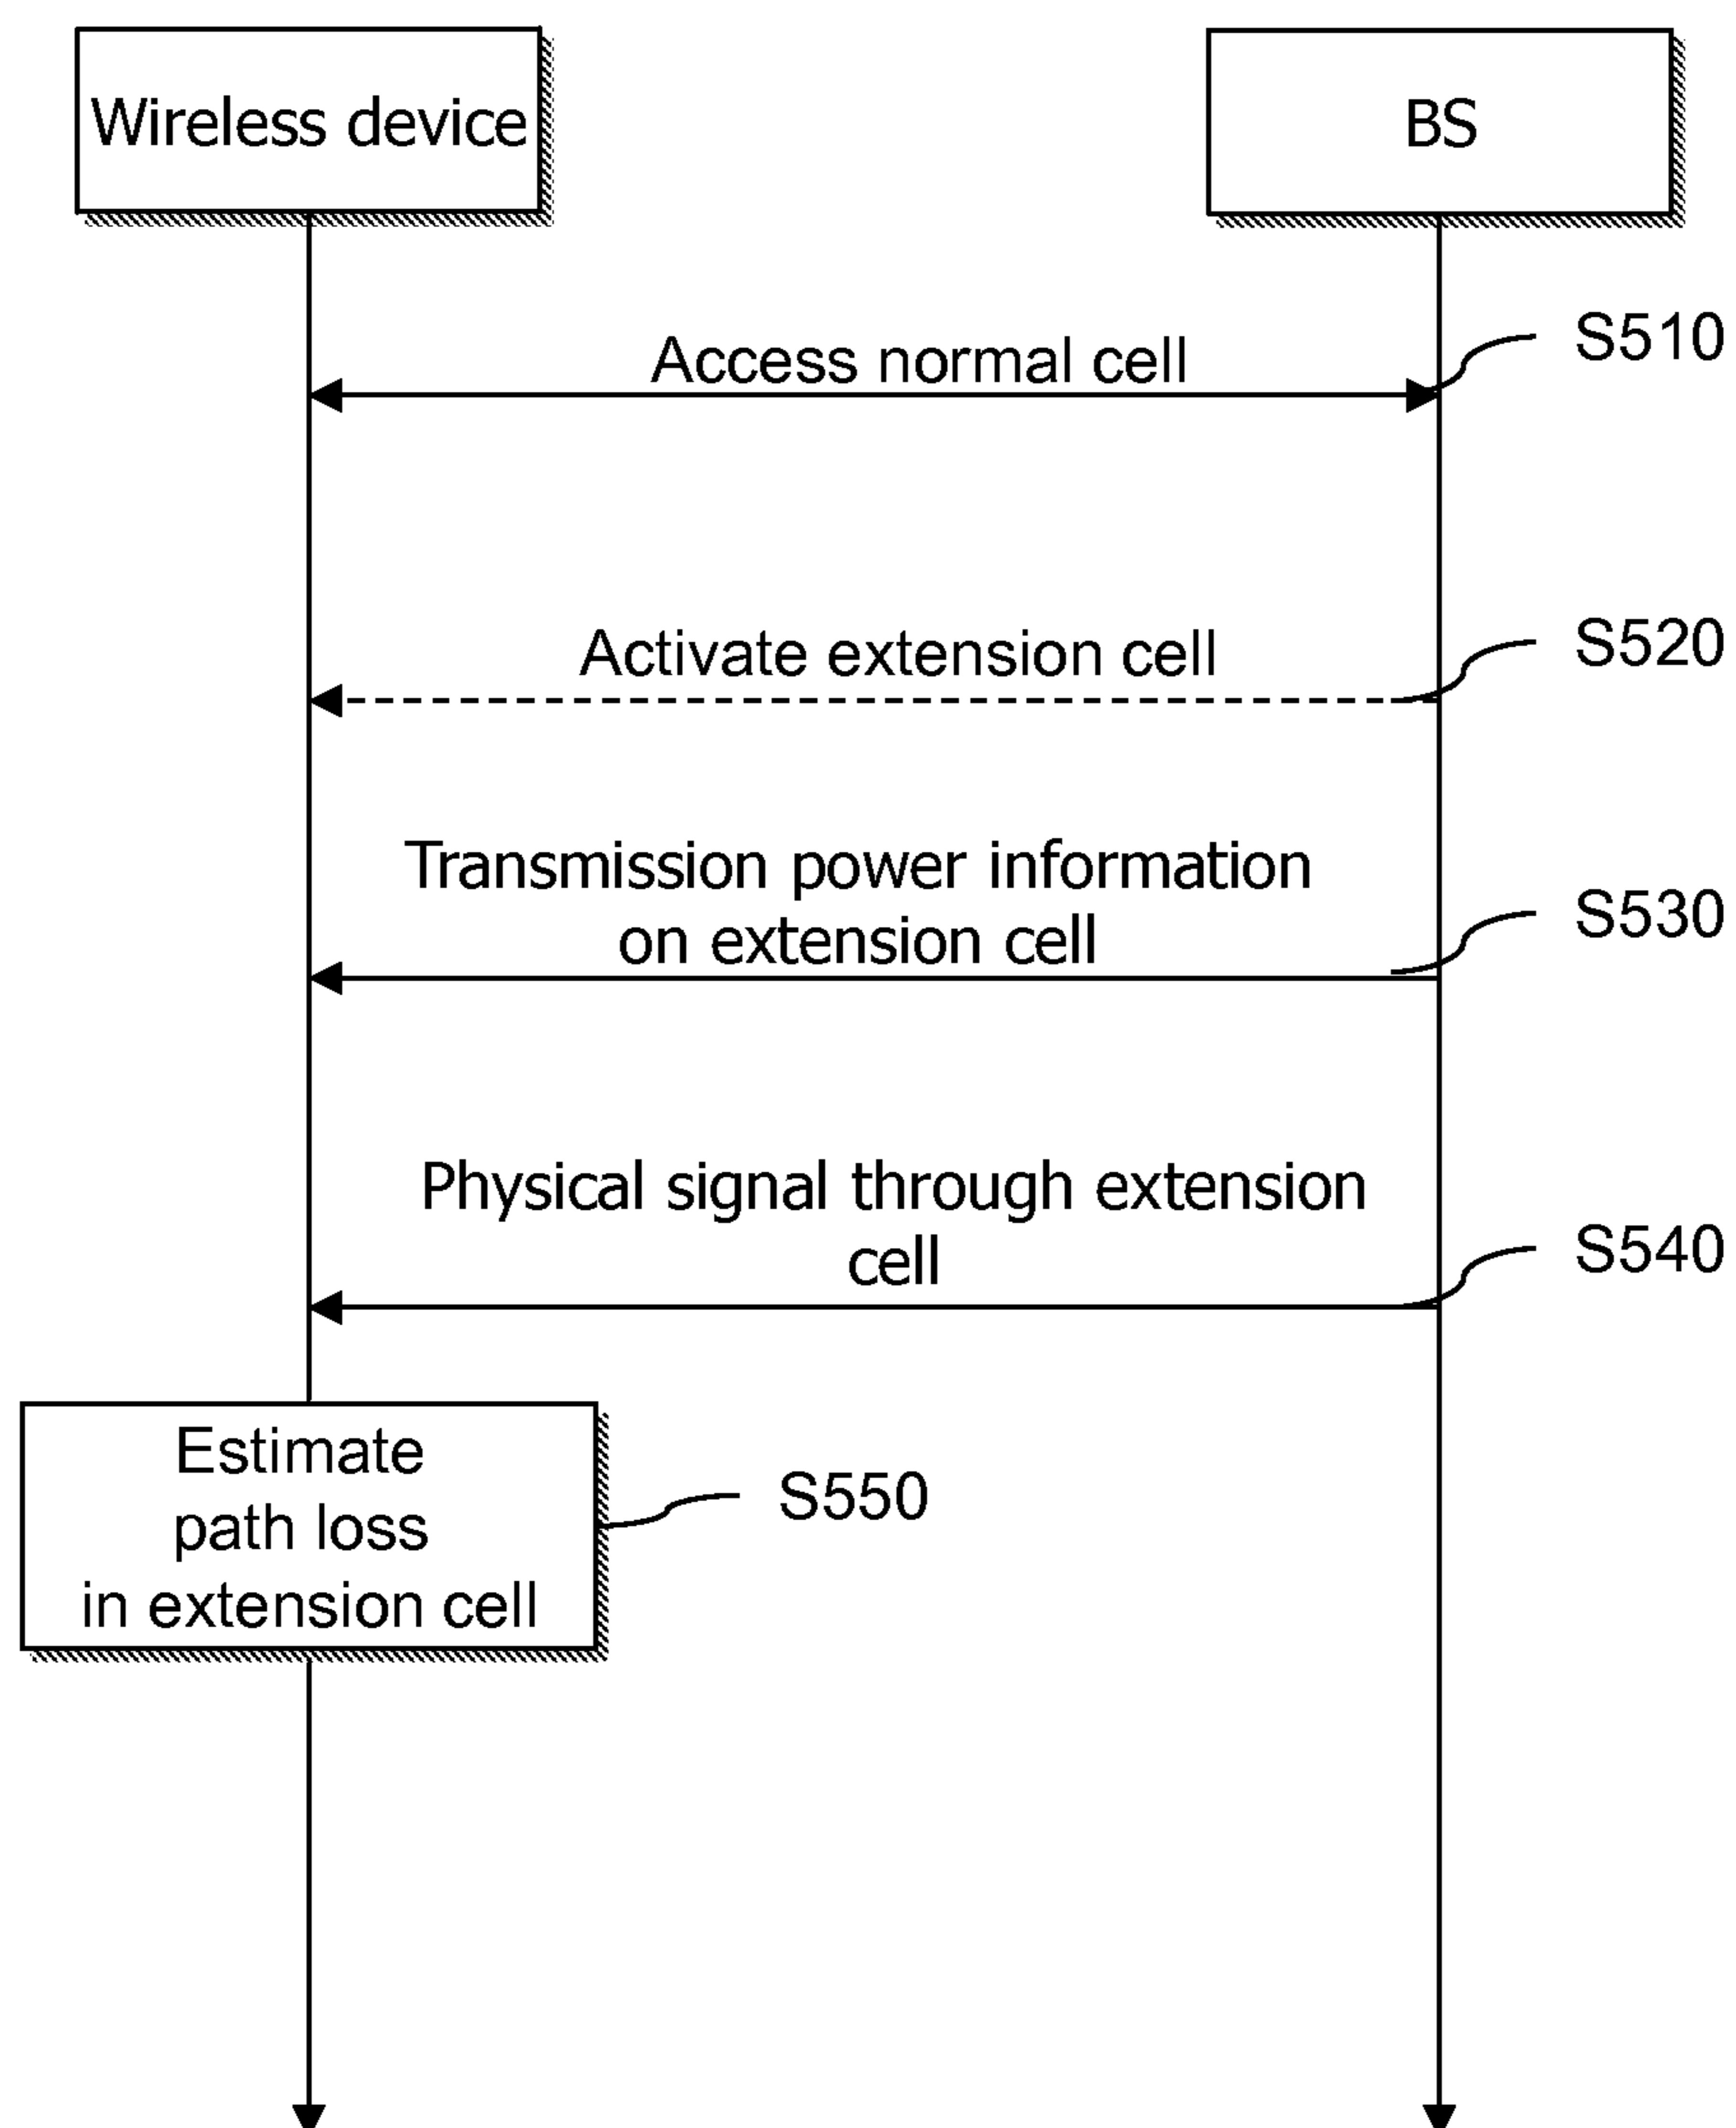 Wireless device
BS
Access normal cell
S510
Activate extension cell
S520
Transmission power information
on extension cell
S530
Physical signal through extension
cell
S540
Estimate
path loss
in extension cell
S550